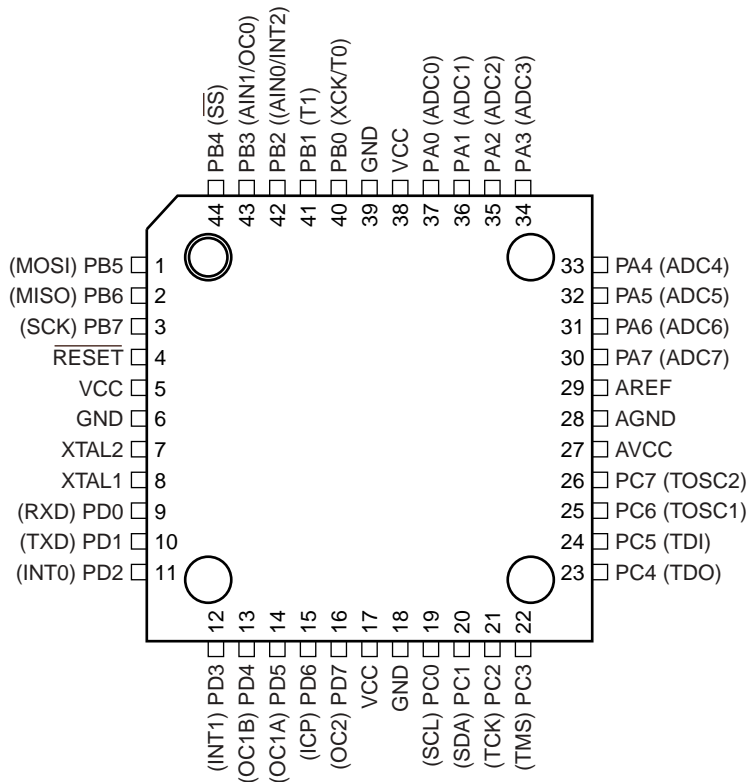 PB4 (S̅S̅)
PB3 (AIN1/OC0)
PB2 ((AIN0/INT2)
PB1 (T1)
PB0 (XCK/T0)
GND
VCC
PA0 (ADC0)
PA1 (ADC1)
PA2 (ADC2)
PA3 (ADC3)
44
43
42
41
40
39
38
37
36
35
34
(MOSI) PB5
1
(MISO) PB6
2
(SCK) PB7
3
R̅E̅S̅E̅T̅
4
VCC
5
GND
6
XTAL2
7
XTAL1
8
(RXD) PD0
9
(TXD) PD1
10
(INT0) PD2
11
33
PA4 (ADC4)
32
PA5 (ADC5)
31
PA6 (ADC6)
30
PA7 (ADC7)
29
AREF
28
AGND
27
AVCC
26
PC7 (TOSC2)
25
PC6 (TOSC1)
24
PC5 (TDI)
23
PC4 (TDO)
12
13
14
15
16
17
18
19
20
21
22
(INT1) PD3
(OC1B) PD4
(OC1A) PD5
(ICP) PD6
(OC2) PD7
VCC
GND
(SCL) PC0
(SDA) PC1
(TCK) PC2
(TMS) PC3